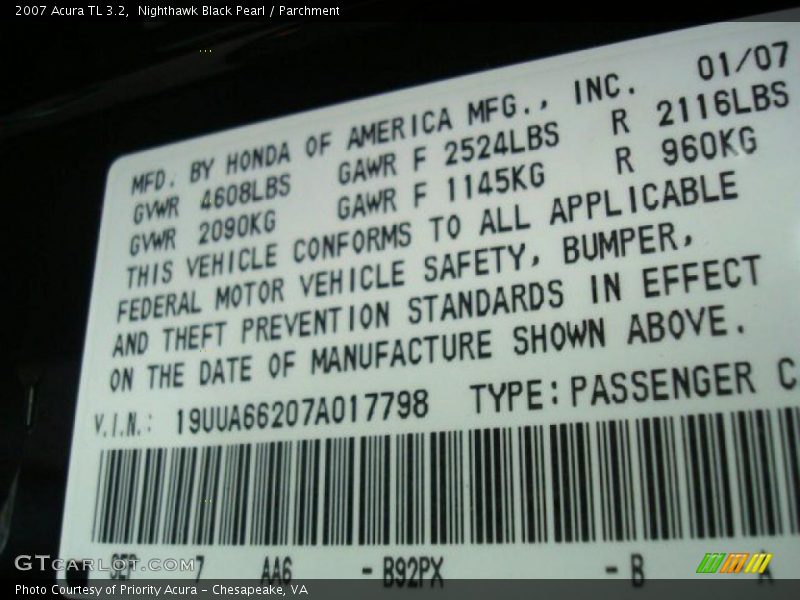 2007 Acura TL 3.2,  Nighthawk Black Pearl / Parchment
MFD. BY HONDA OF AMERICA MFG., INC. 01/07
GVWR 4608LBS GAWR F 2524LBS R 2116LBS
GVWR 2090KG GAWR F 1145KG R 960KG
THIS VEHICLE CONFORMS TO ALL APPLICABLE
FEDERAL MOTOR VEHICLE SAFETY, BUMPER,
AND THEFT PREVENTION STANDARDS IN EFFECT
ON THE DATE OF MANUFACTURE SHOWN ABOVE.
V.I.N.: 19UUA66207A017798 TYPE:PASSENGER C
7 AA6 - B92PX - B A
GTCARLOT.COM
Photo Courtesy of Priority Acura – Chesapeake, VA